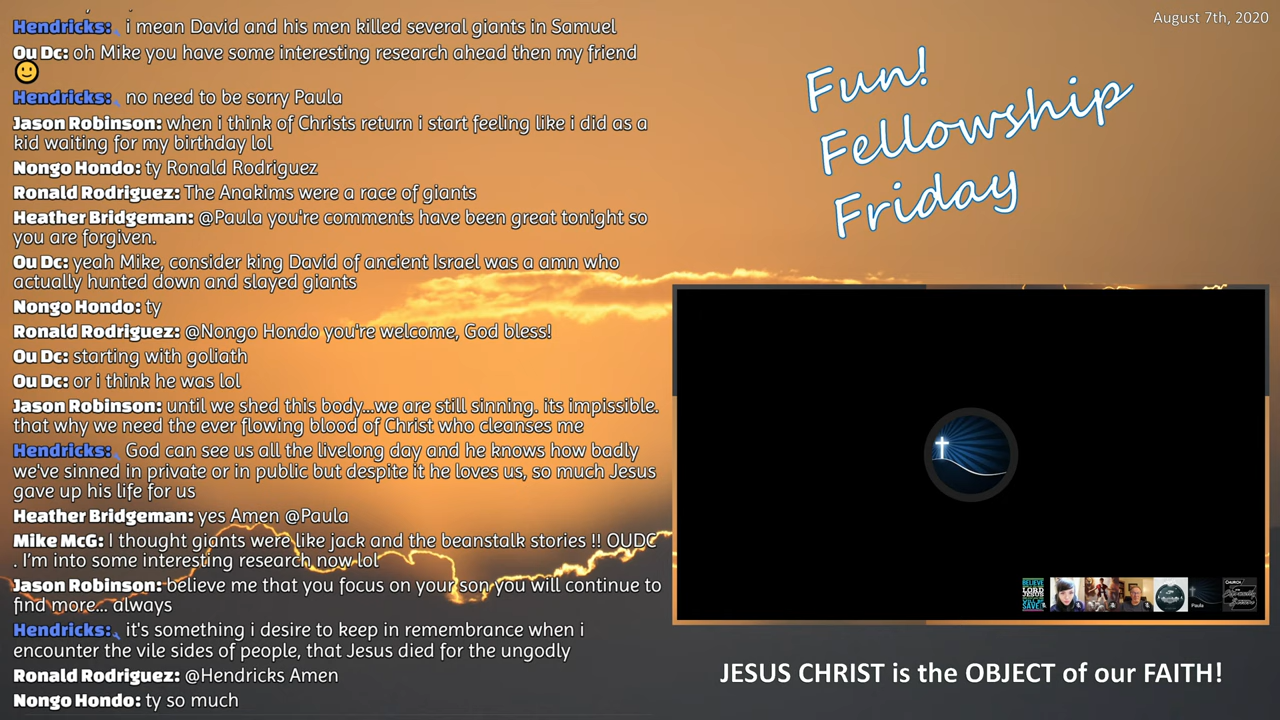 Hendricks: i mean David and his men killed several giants in Samuel
Ou Dc: oh Mike you have some interesting research ahead then my friend
🙂
Hendricks: no need to be sorry Paula
Jason Robinson: when i think of Christs return i start feeling like i did as a
kid waiting for my birthday lol
Nongo Hondo: ty Ronald Rodriguez
Ronald Rodriguez: The Anakims were a race of giants
Heather Bridgeman: @Paula you're comments have been great tonight so
you are forgiven.
Ou Dc: yeah Mike, consider king David of ancient Israel was a amn who
actually hunted down and slayed giants
Nongo Hondo: ty
Ronald Rodriguez: @Nongo Hondo you're welcome, God bless!
Ou Dc: starting with goliath
Ou Dc: or i think he was lol
Jason Robinson: until we shed this body...we are still sinning. its impissible.
that why we need the ever flowing blood of Christ who cleanses me
Hendricks: God can see us all the livelong day and he knows how badly
we've sinned in private or in public but despite it he loves us, so much Jesus
gave up his life for us
Heather Bridgeman: yes Amen @Paula
Mike McG: I thought giants were like jack and the beanstalk stories !! OUDC
. I'm into some interesting research now lol
Jason Robinson: believe me that you focus on your son you will continue to
find more... always
Hendricks: it's something i desire to keep in remembrance when i
encounter the vile sides of people, that Jesus died for the ungodly
Ronald Rodriguez: @Hendricks Amen
Nongo Hondo: ty so much
August 7th, 2020
Fun!
Fellowship
Friday
BELIEVE
LORD
JESUS
SAVE
Paula
CHURCH
JESUS CHRIST is the OBJECT of our FAITH!